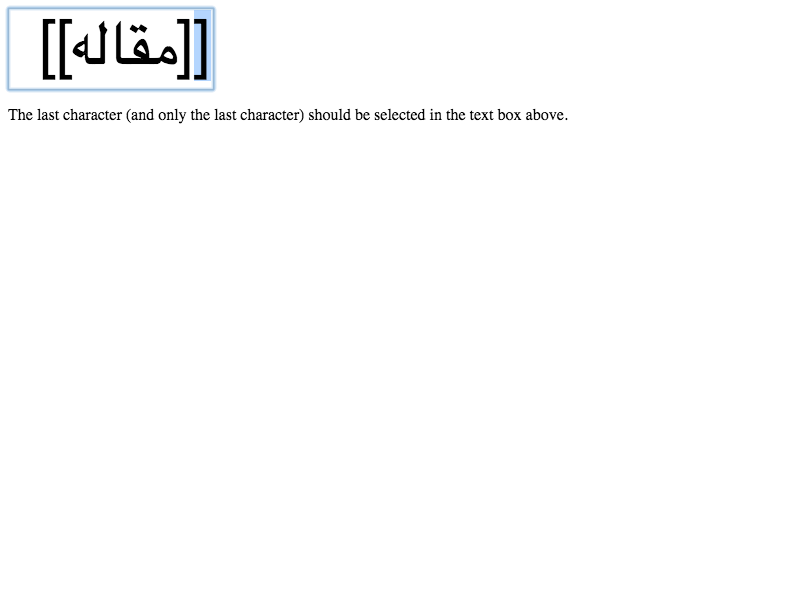 [[مقاله]]
The last character (and only the last character) should be selected in the text box above.